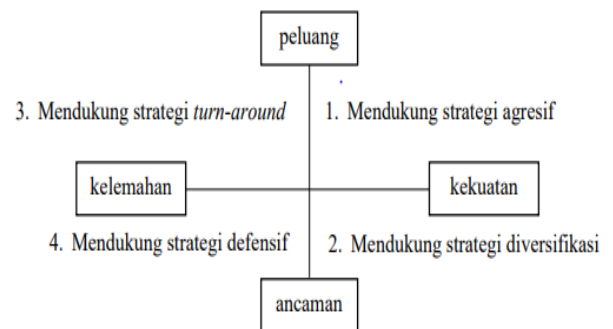 peluang
3. Mendukung strategi turn-around
1. Mendukung strategi agresif
kelemahan
kekuatan
4. Mendukung strategi defensif
2. Mendukung strategi diversifikasi
ancaman